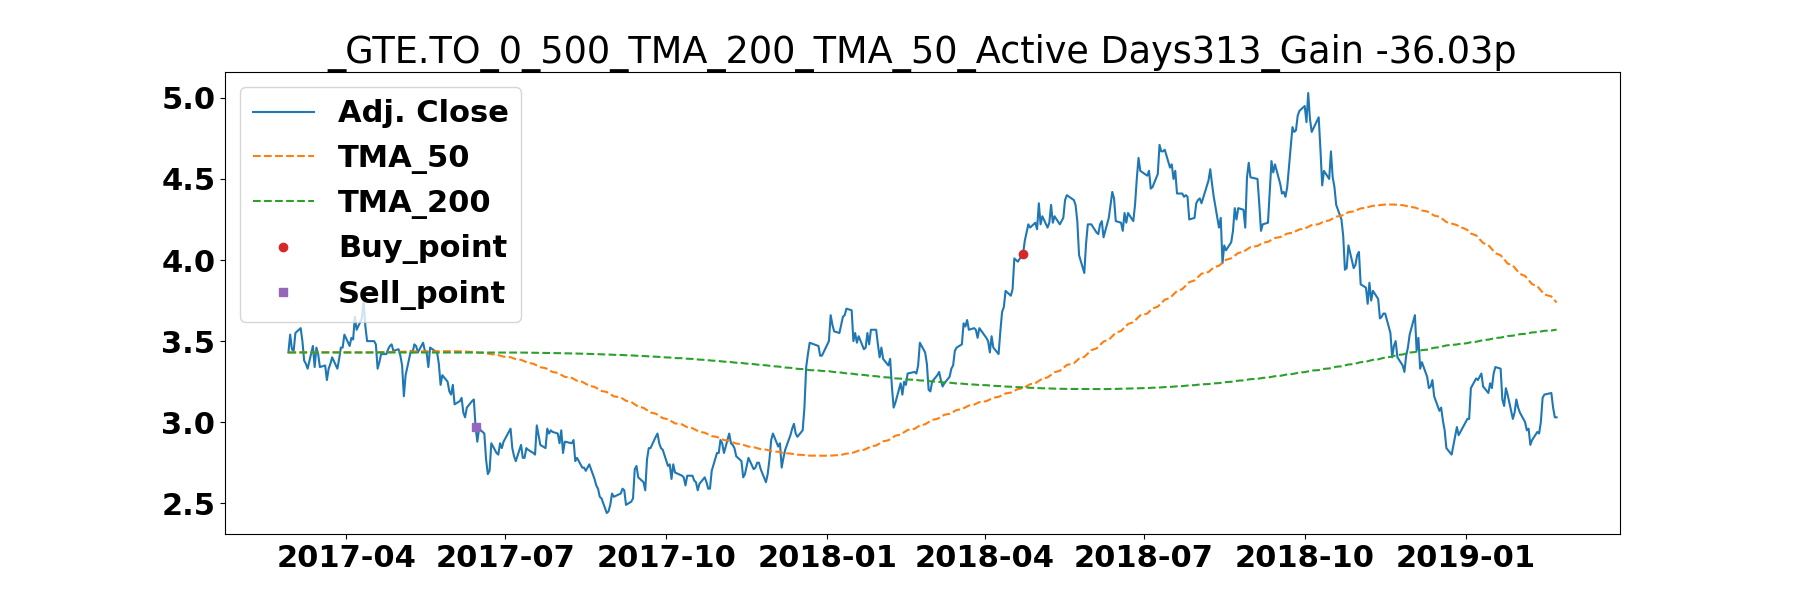 _GTE.TO_0_500_TMA_200_TMA_50_Active Days313_Gain -36.03p
5.0
4.5
4.0
3.5
3.0
2.5
Adj. Close
TMA_50
TMA_200
Buy_point
Sell_point
2017-04 2017-07 2017-10 2018-01 2018-04 2018-07 2018-10 2019-01